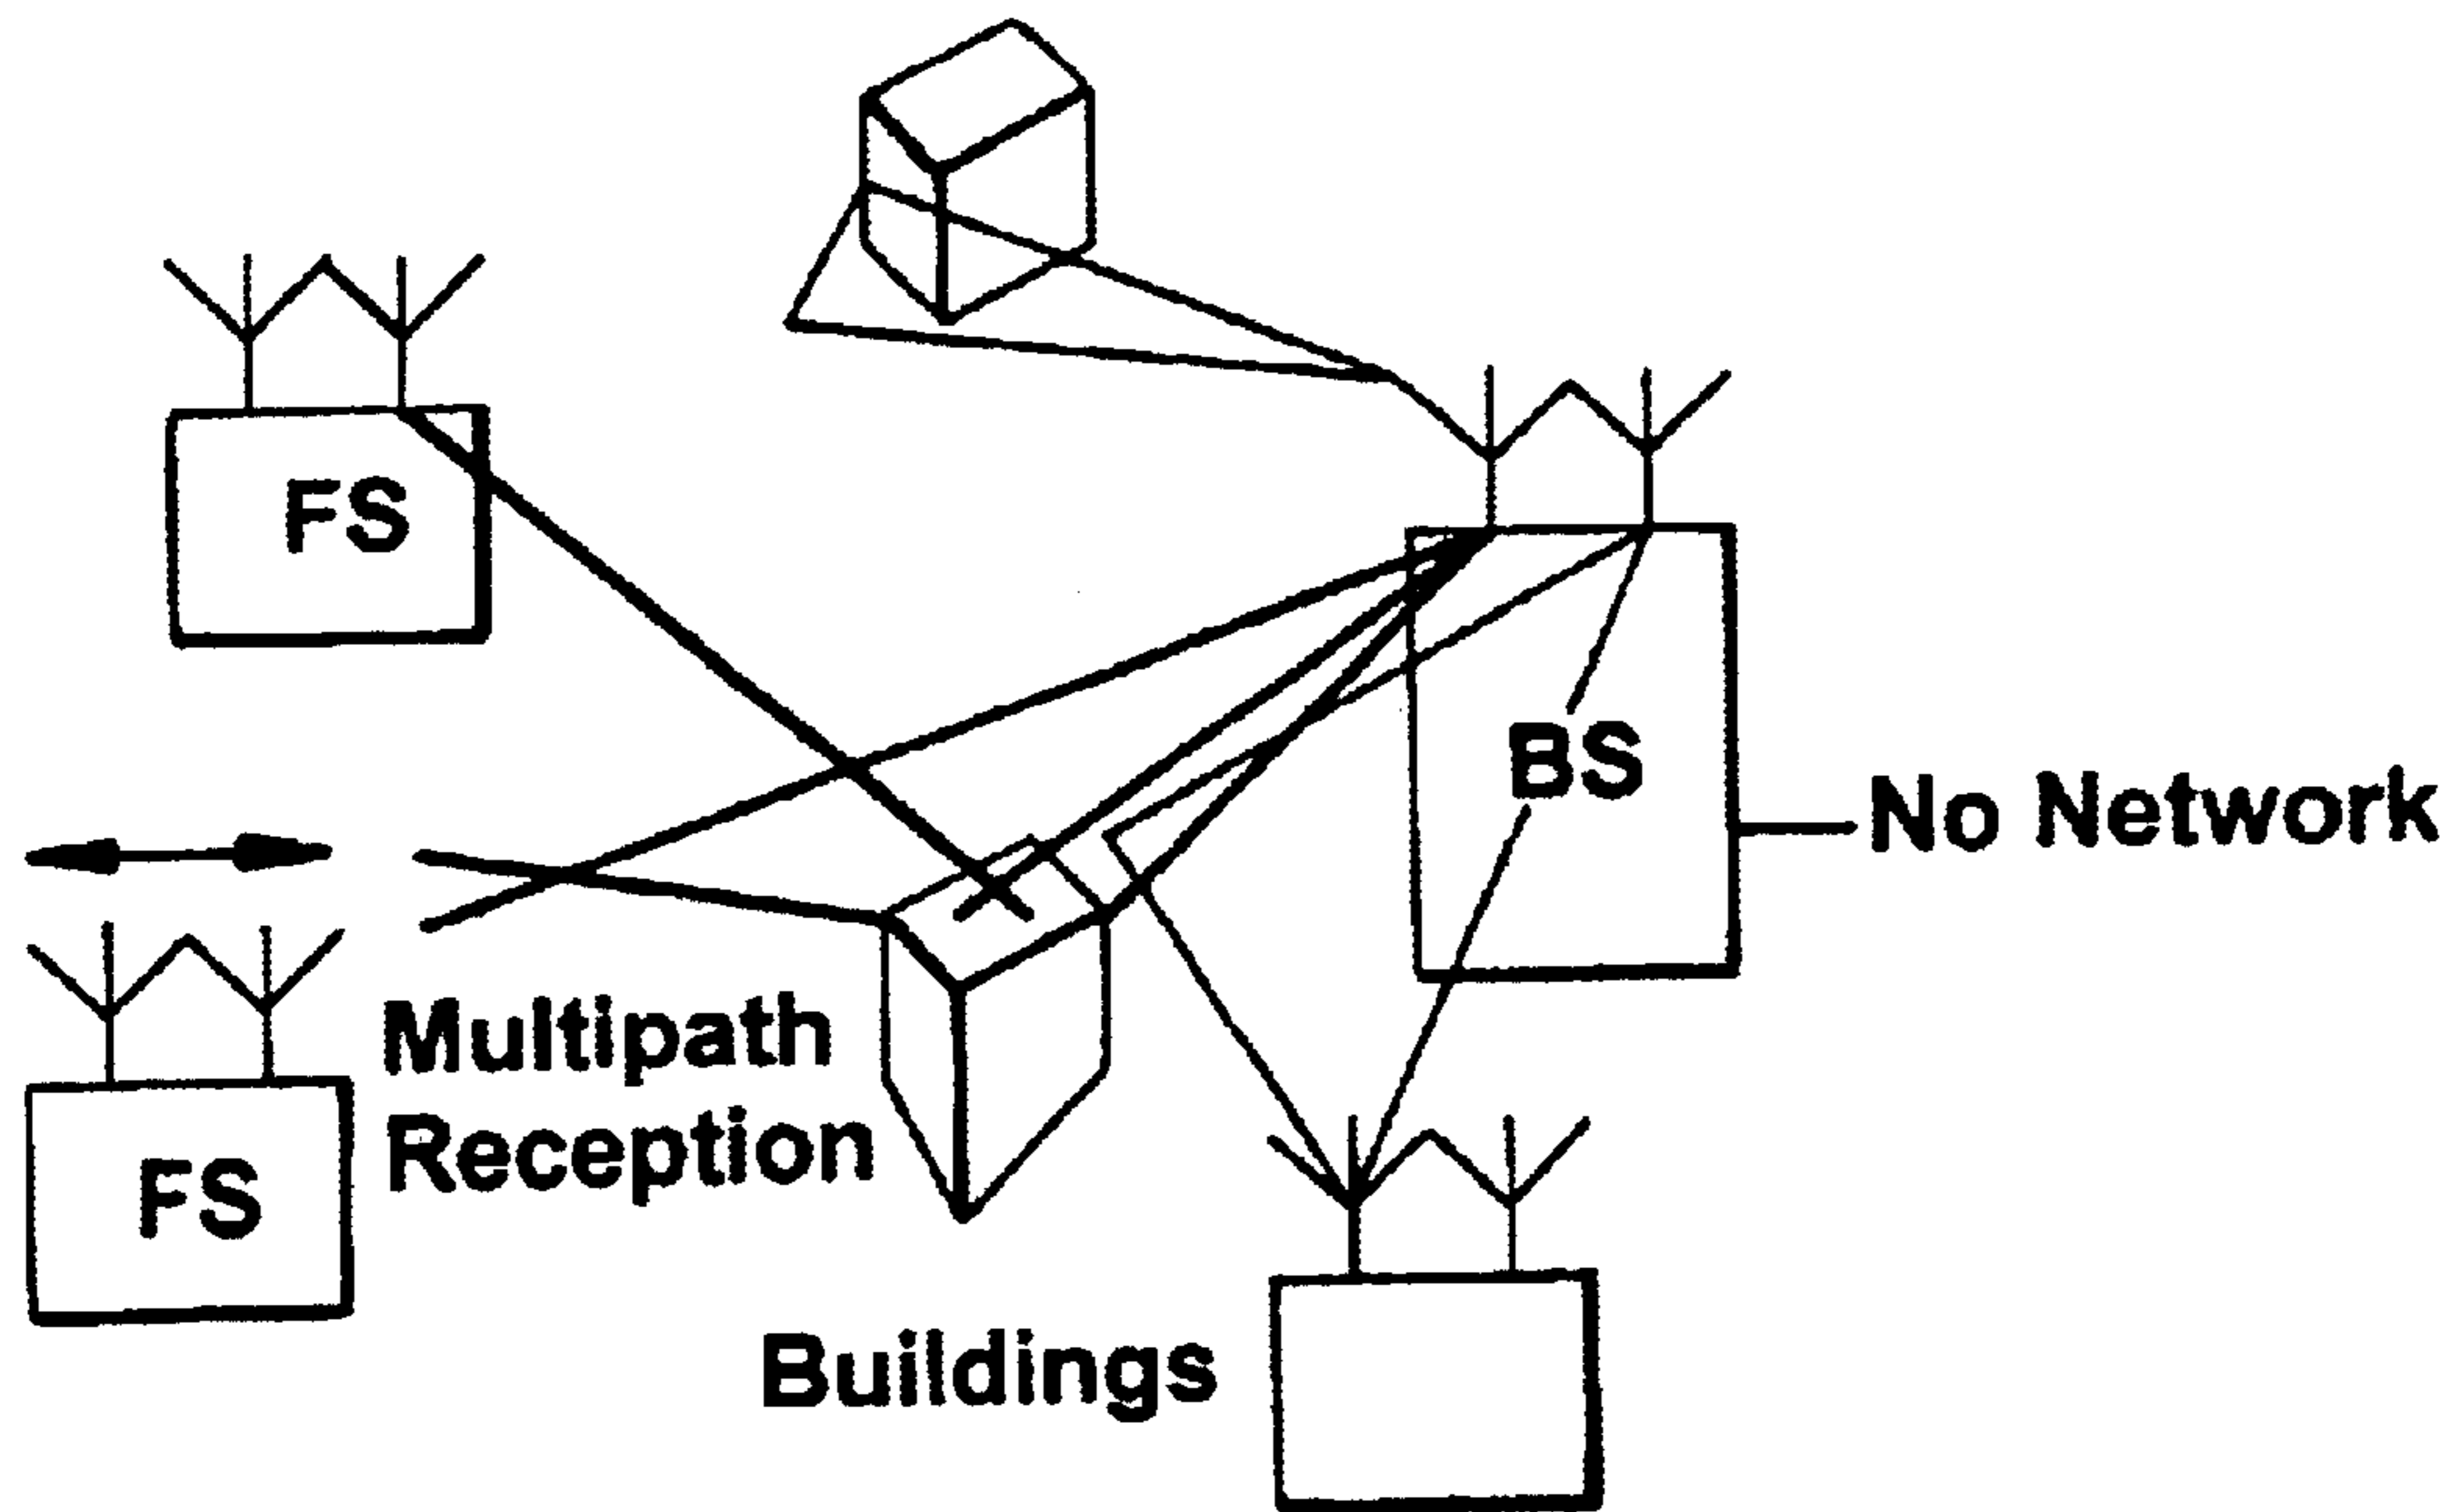 FS
BS
No Network
Multipath
Reception
FS
Buildings